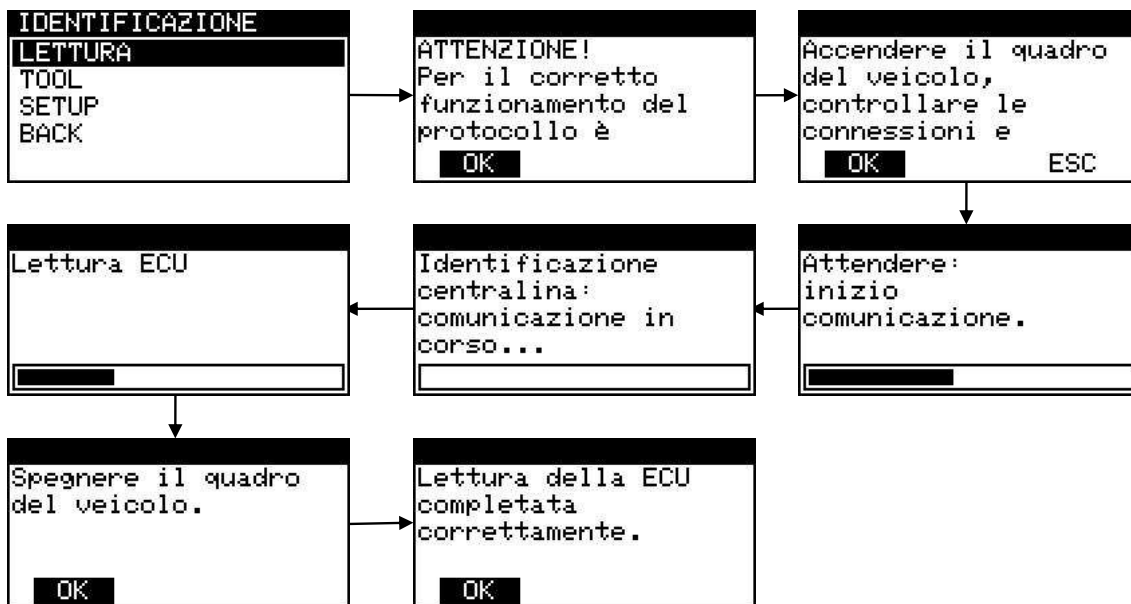 IDENTIFICAZIONE
LETTURA
TOOL
SETUP
BACK
ATTENZIONE!
Per il corretto
funzionamento del
protocollo è
OK
Accendere il quadro
del veicolo,
controllare le
connessioni e
OK ESC
Attendere:
inizio
comunicazione.
Identificazione
centralina:
comunicazione in
corso...
Lettura ECU
Spegnere il quadro
del veicolo.
OK
Lettura della ECU
completata
correttamente.
OK